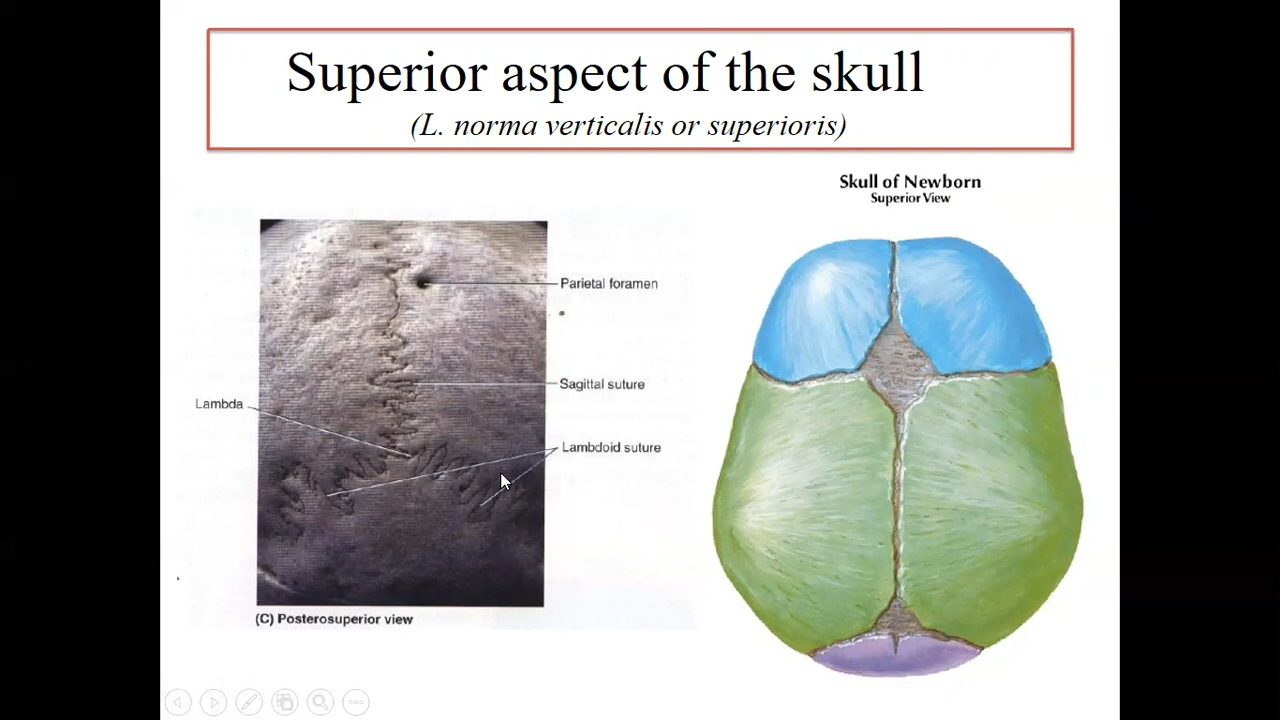 Superior aspect of the skull
(L. norma verticalis or superioris)
Skull of Newborn
Superior View
Parietal foramen
Sagittal suture
Lambda
Lambdoid suture
(C) Posterosuperior view